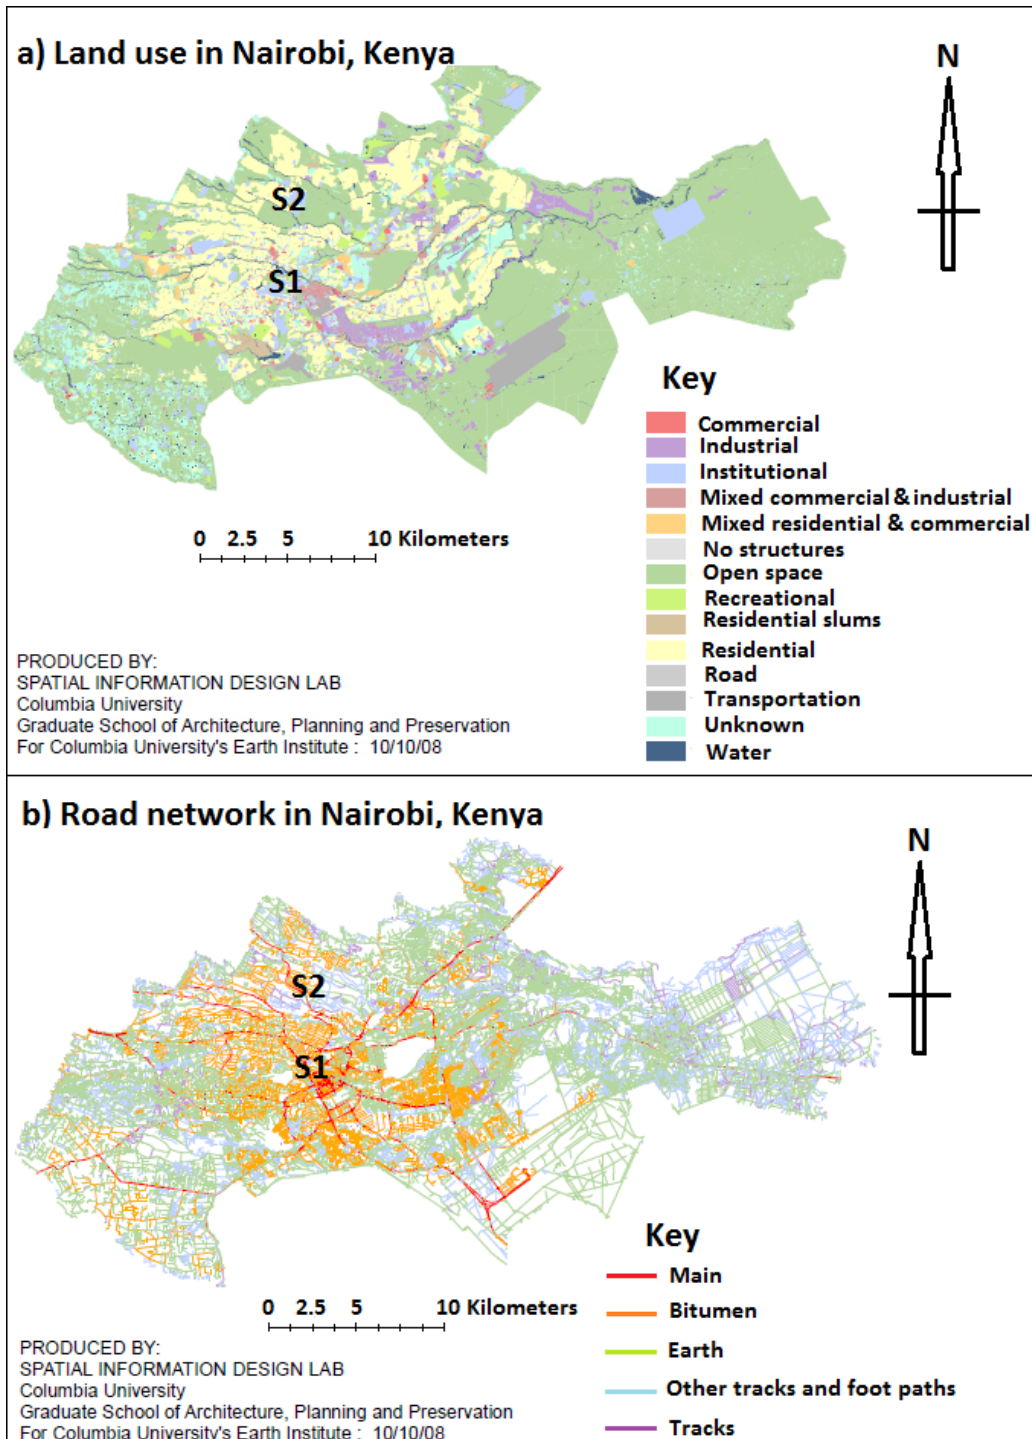 a) Land use in Nairobi, Kenya
N
S2
S1
Key
Commercial
Industrial
Institutional
Mixed commercial & industrial
Mixed residential & commercial
No structures
Open space
Recreational
Residential slums
Residential
Road
Transportation
Unknown
Water
0 2.5 5 10 Kilometers
PRODUCED BY:
SPATIAL INFORMATION DESIGN LAB
Columbia University
Graduate School of Architecture, Planning and Preservation
For Columbia University's Earth Institute : 10/10/08
b) Road network in Nairobi, Kenya
N
S2
S1
Key
Main
Bitumen
Earth
Other tracks and foot paths
Tracks
0 2.5 5 10 Kilometers
PRODUCED BY:
SPATIAL INFORMATION DESIGN LAB
Columbia University
Graduate School of Architecture, Planning and Preservation
For Columbia University's Earth Institute : 10/10/08